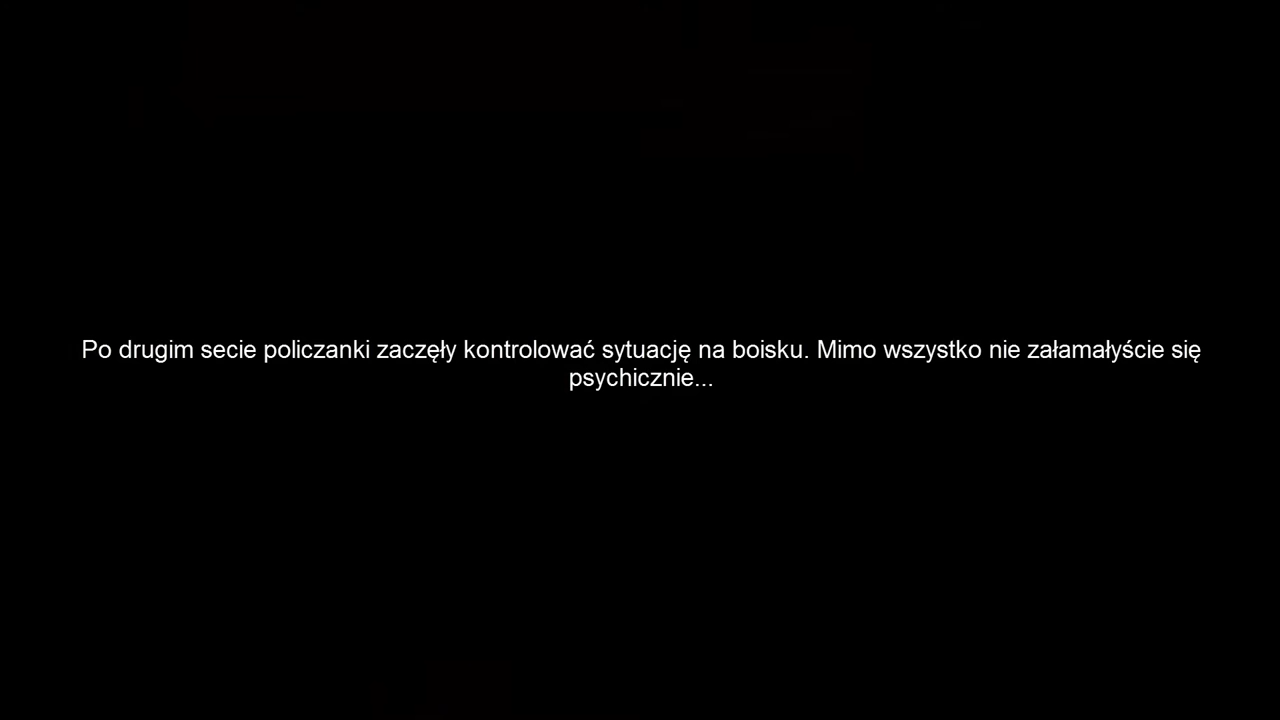 Po drugim secie policzanki zaczęły kontrolować sytuację na boisku. Mimo wszystko nie załamałyście się
psychicznie...